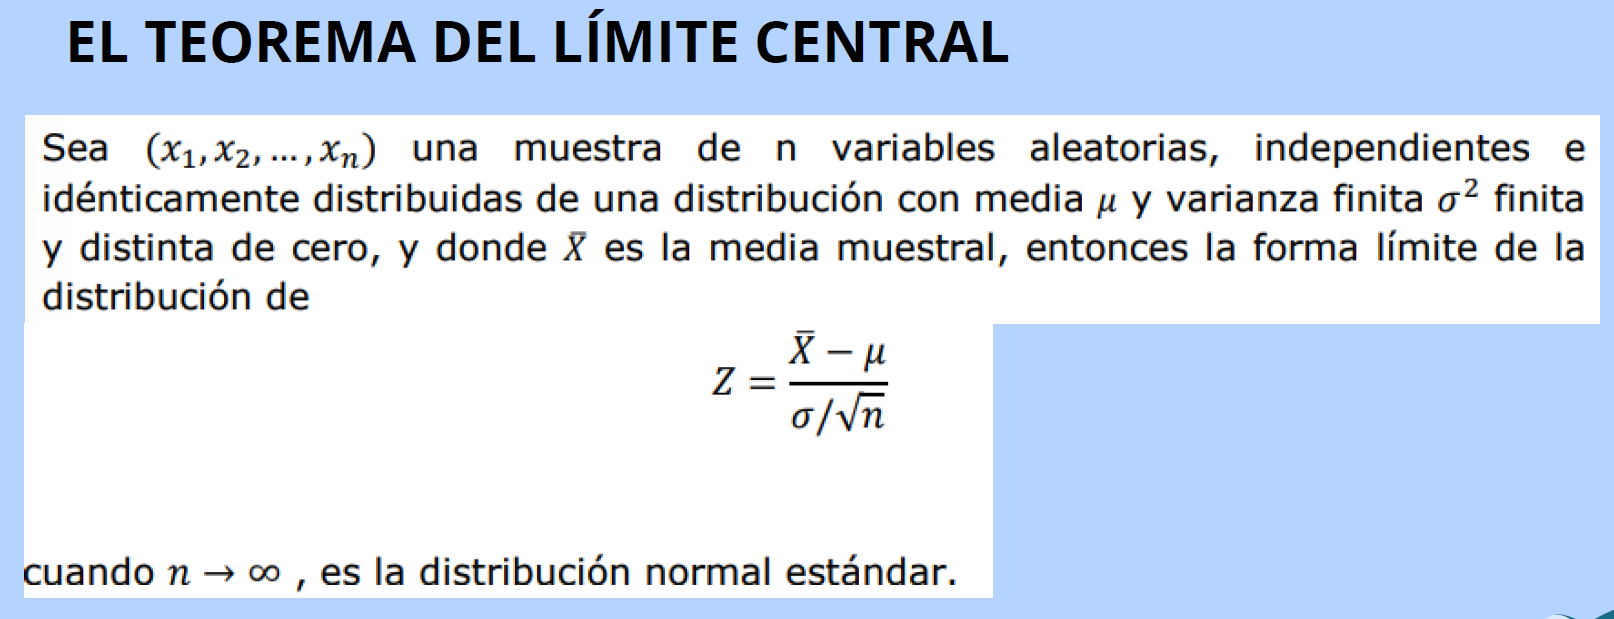 EL TEOREMA DEL LÍMITE CENTRAL
Sea (x₁, x₂, ..., xₙ) una muestra de n variables aleatorias, independientes e
idénticamente distribuidas de una distribución con media μ y varianza finita σ² finita
y distinta de cero, y donde X̄ es la media muestral, entonces la forma límite de la
distribución de
Z = (X̄ − μ) / (σ/√n)
cuando n → ∞ , es la distribución normal estándar.